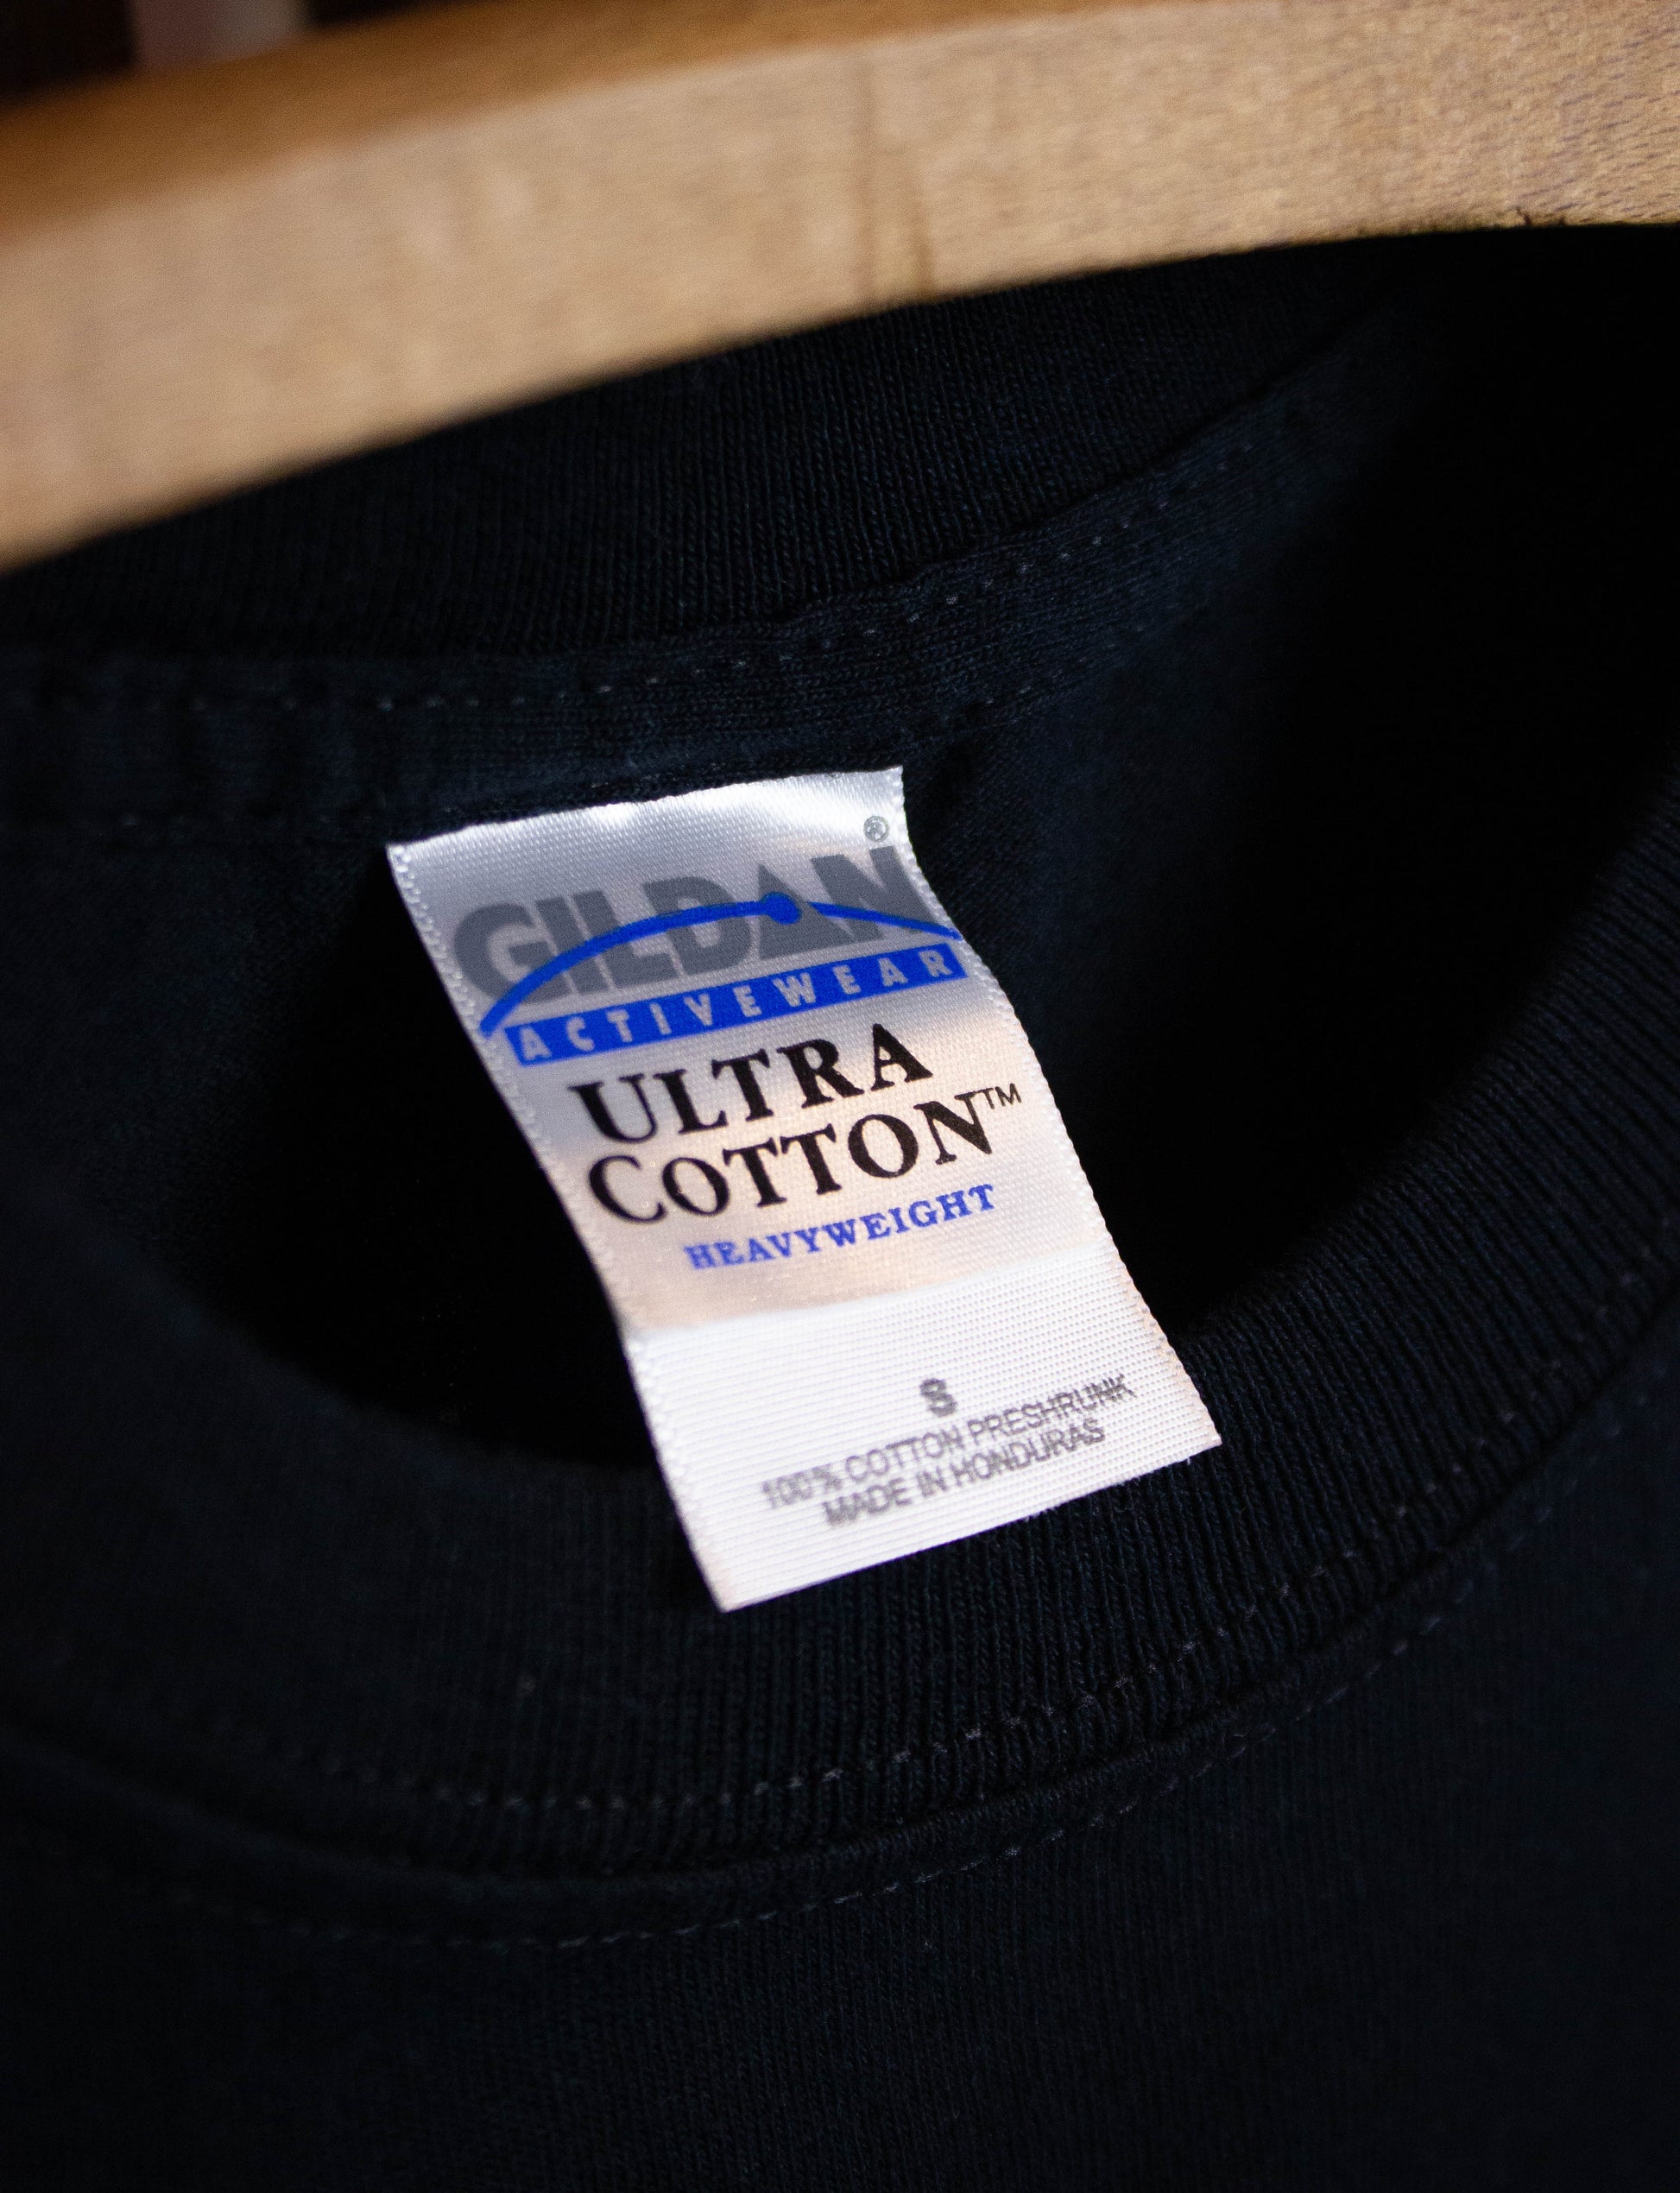 GILDAN®
ACTIVEWEAR
ULTRA
COTTON™
HEAVYWEIGHT
S
100% COTTON PRESHRUNK
MADE IN HONDURAS